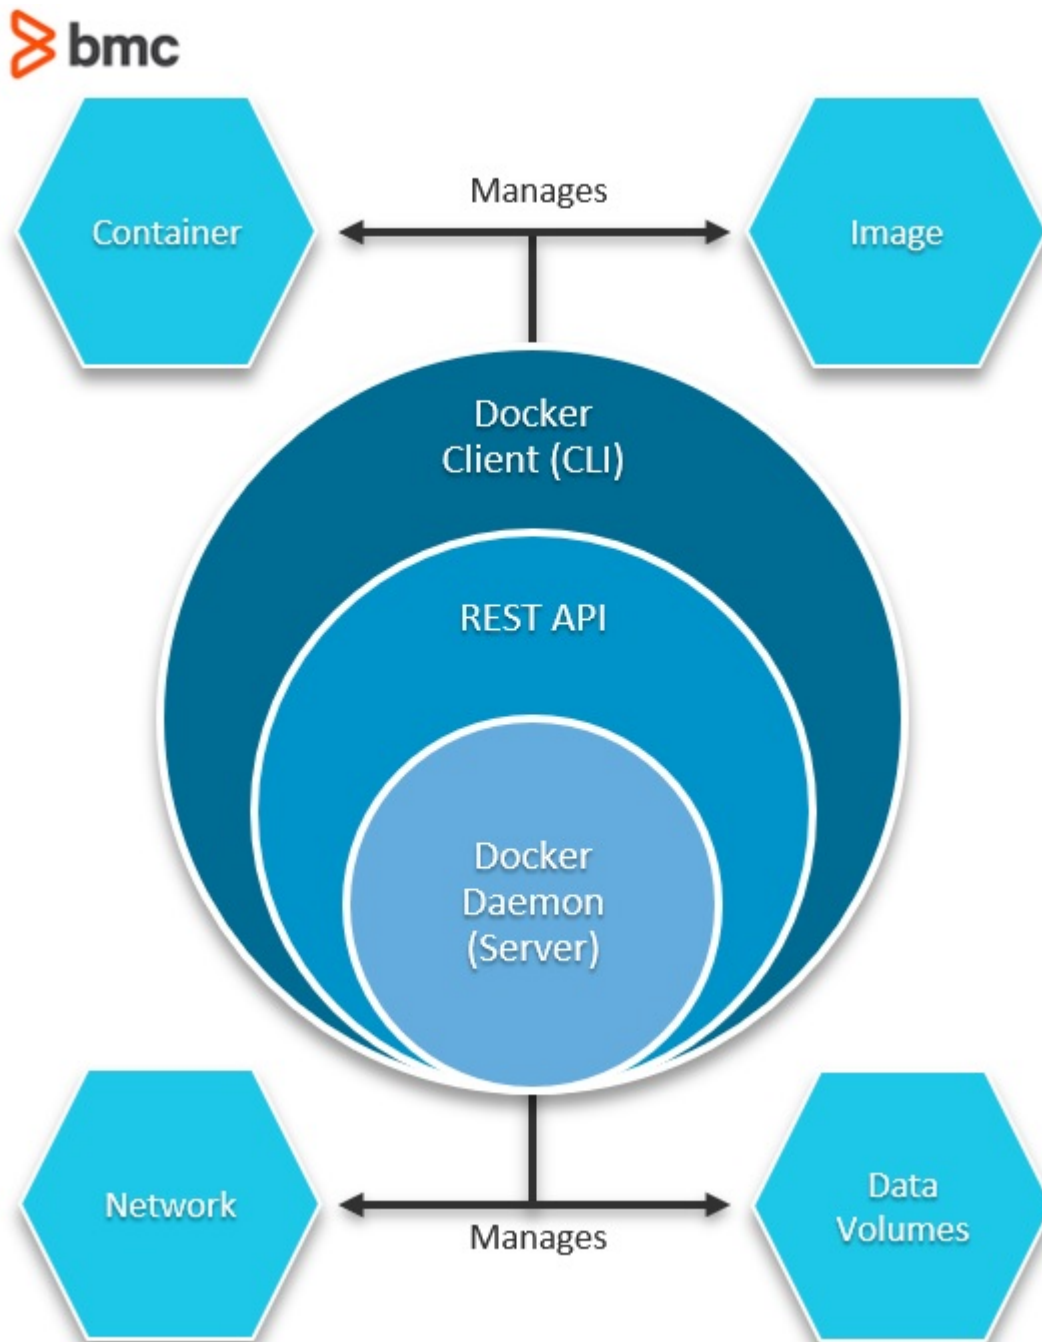 bmc
Manages
Container
Image
Docker
Client (CLI)
REST API
Docker
Daemon
(Server)
Network
Data
Volumes
Manages